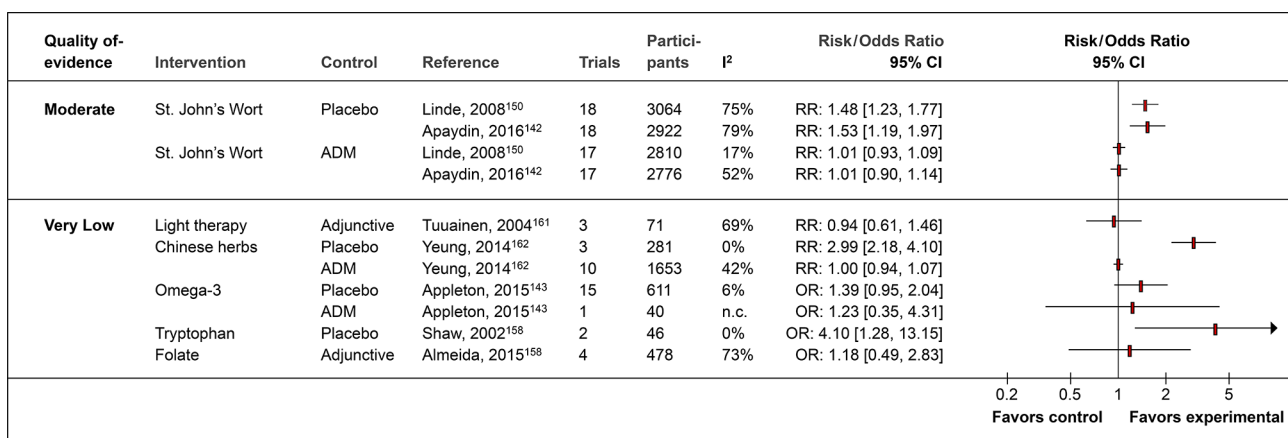 Quality of-evidence Intervention Control Reference Trials Partici-pants I² Risk/Odds Ratio 95% CI Risk/Odds Ratio 95% CI
Moderate St. John's Wort Placebo Linde, 2008¹⁵⁰ 18 3064 75% RR: 1.48 [1.23, 1.77]
Apaydin, 2016¹⁴² 18 2922 79% RR: 1.53 [1.19, 1.97]
St. John's Wort ADM Linde, 2008¹⁵⁰ 17 2810 17% RR: 1.01 [0.93, 1.09]
Apaydin, 2016¹⁴² 17 2776 52% RR: 1.01 [0.90, 1.14]
Very Low Light therapy Adjunctive Tuuainen, 2004¹⁶¹ 3 71 69% RR: 0.94 [0.61, 1.46]
Chinese herbs Placebo Yeung, 2014¹⁶² 3 281 0% RR: 2.99 [2.18, 4.10]
ADM Yeung, 2014¹⁶² 10 1653 42% RR: 1.00 [0.94, 1.07]
Omega-3 Placebo Appleton, 2015¹⁴³ 15 611 6% OR: 1.39 [0.95, 2.04]
ADM Appleton, 2015¹⁴³ 1 40 n.c. OR: 1.23 [0.35, 4.31]
Tryptophan Placebo Shaw, 2002¹⁵⁸ 2 46 0% OR: 4.10 [1.28, 13.15]
Folate Adjunctive Almeida, 2015¹⁵⁸ 4 478 73% OR: 1.18 [0.49, 2.83]
0.2 0.5 1 2 5
Favors control Favors experimental